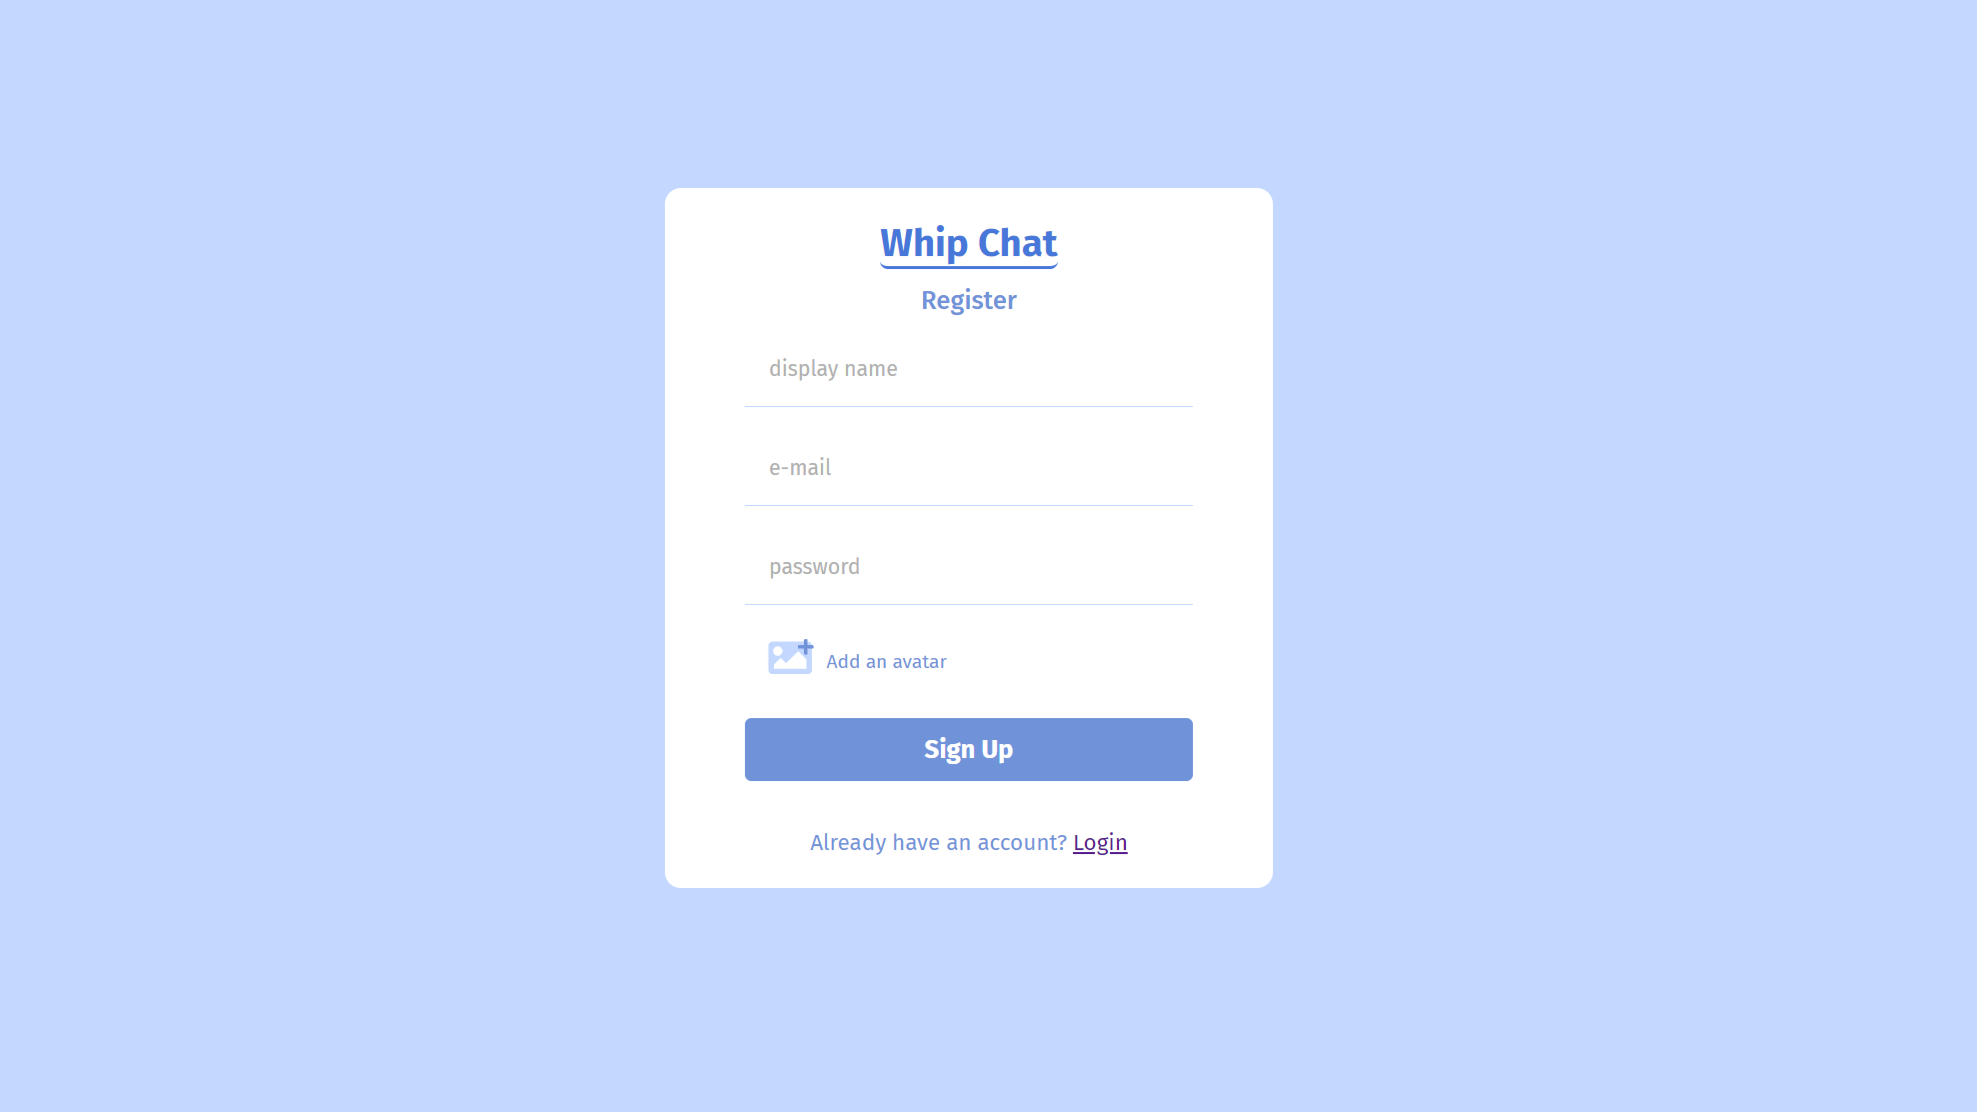 Whip Chat
Register
display name
e-mail
password
Add an avatar
Sign Up
Already have an account? Login